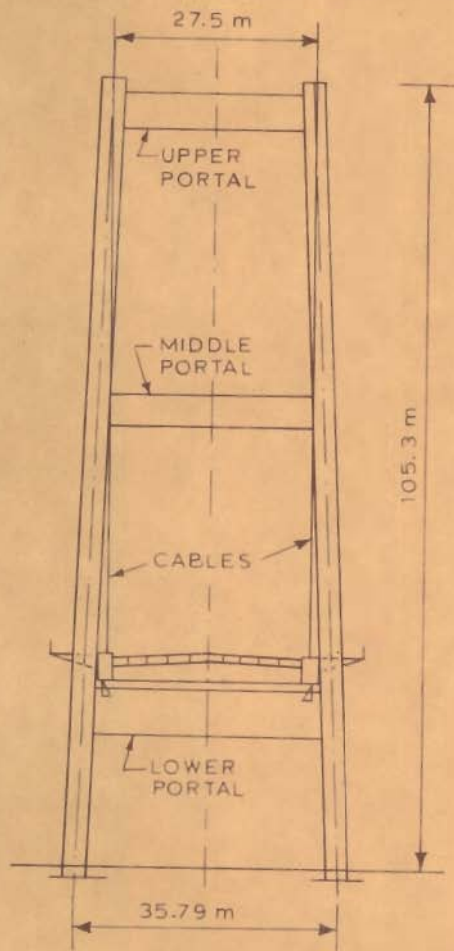 27.5 m
UPPER
PORTAL
MIDDLE
PORTAL
105.3 m
CABLES
LOWER
PORTAL
35.79 m